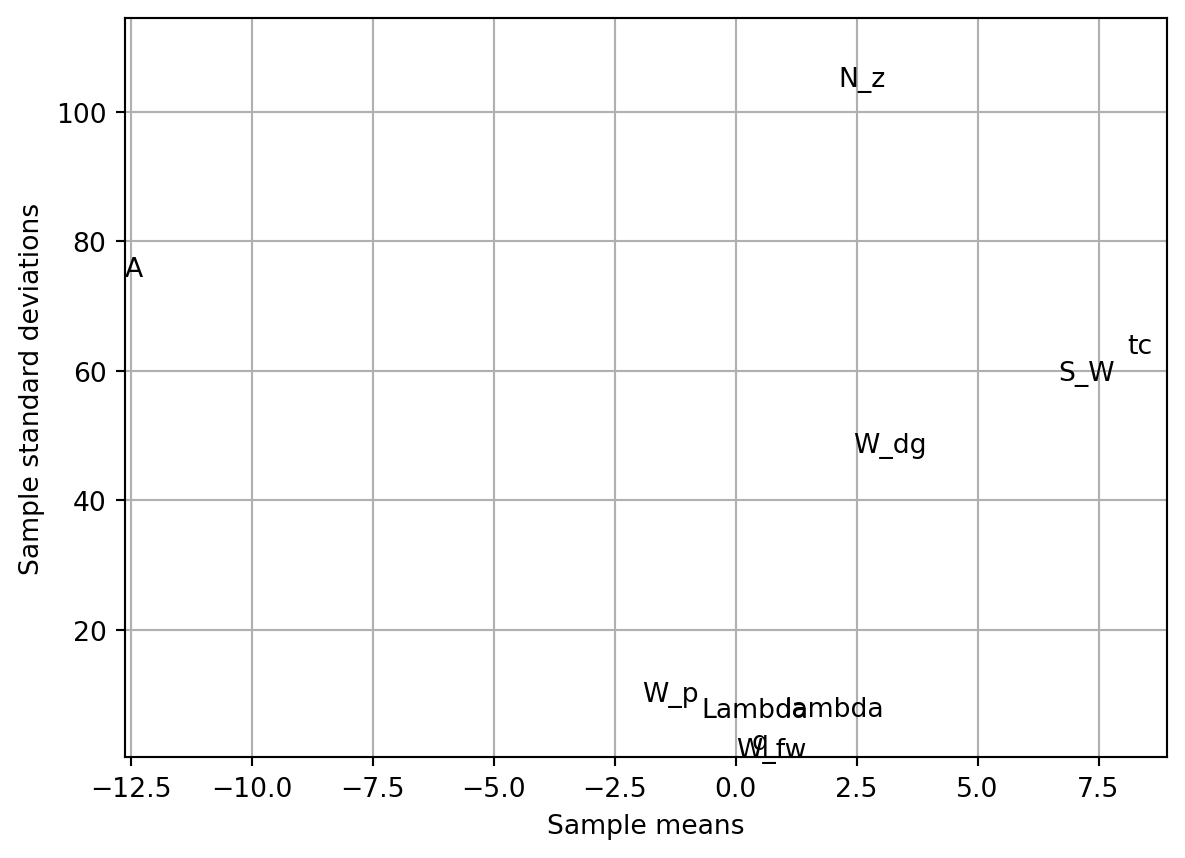 N_z
100
80
A
tc
60
S_W
W_dg
40
20
W_p
Lambda
lambda
q
W_fw
−12.5 −10.0 −7.5 −5.0 −2.5 0.0 2.5 5.0 7.5
Sample means
Sample standard deviations